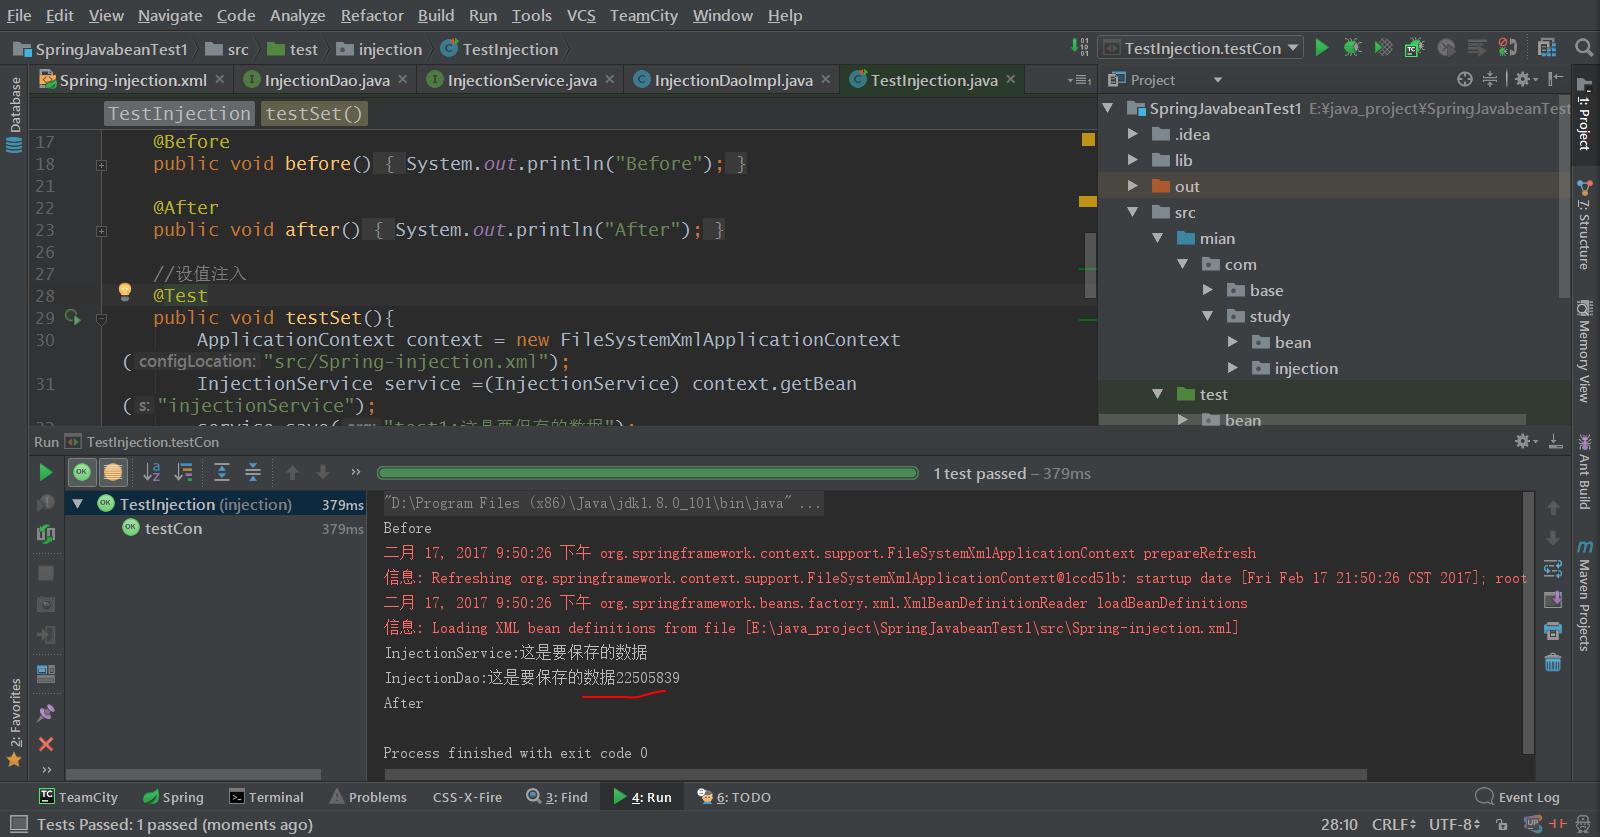 File Edit View Navigate Code Analyze Refactor Build Run Tools VCS TeamCity Window Help
SpringJavabeanTest1 src test injection TestInjection
TestInjection.testCon
Spring-injection.xml InjectionDao.java InjectionService.java InjectionDaoImpl.java TestInjection.java
TestInjection testSet()
17 @Before
18 public void before() { System.out.println("Before"); }
21
22 @After
23 public void after() { System.out.println("After"); }
26
27 //设值注入
28 @Test
29 public void testSet(){
30 ApplicationContext context = new FileSystemXmlApplicationContext
( configLocation: "src/Spring-injection.xml");
31 InjectionService service =(InjectionService) context.getBean
( s: "injectionService");
Project
SpringJavabeanTest1 E:¥java_project¥SpringJavabeanTest
.idea
lib
out
src
mian
com
base
study
bean
injection
test
bean
Database
2: Favorites
1: Project
7: Structure
Memory View
Ant Build
Maven Projects
Run TestInjection.testCon
1 test passed – 379ms
TestInjection (injection) 379ms
testCon 379ms
"D:\Program Files (x86)\Java\jdk1.8.0_101\bin\java" ...
Before
二月 17, 2017 9:50:26 下午 org.springframework.context.support.FileSystemXmlApplicationContext prepareRefresh
信息: Refreshing org.springframework.context.support.FileSystemXmlApplicationContext@1ccd51b: startup date [Fri Feb 17 21:50:26 CST 2017]; root
二月 17, 2017 9:50:26 下午 org.springframework.beans.factory.xml.XmlBeanDefinitionReader loadBeanDefinitions
信息: Loading XML bean definitions from file [E:\java_project\SpringJavabeanTest1\src\Spring-injection.xml]
InjectionService:这是要保存的数据
InjectionDao:这是要保存的数据22505839
After
Process finished with exit code 0
TeamCity Spring Terminal Problems CSS-X-Fire 3: Find 4: Run 6: TODO Event Log
Tests Passed: 1 passed (moments ago) 28:10 CRLF UTF-8